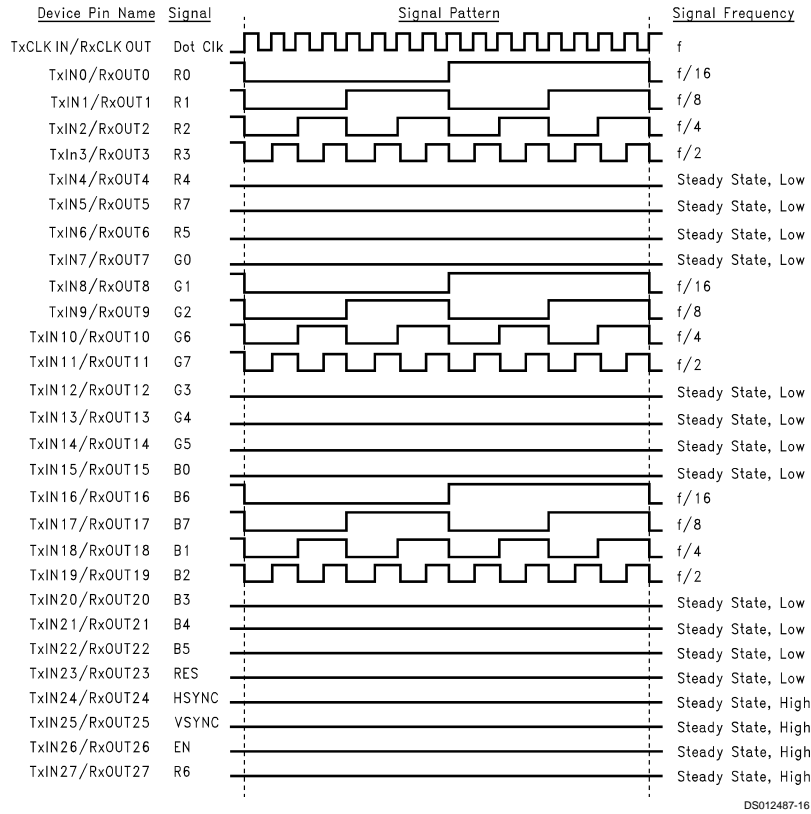 Device Pin Name Signal Signal Pattern Signal Frequency
TxCLK IN/RxCLK OUT Dot Clk f
TxIN0/RxOUT0 R0 f/16
TxIN1/RxOUT1 R1 f/8
TxIN2/RxOUT2 R2 f/4
TxIn3/RxOUT3 R3 f/2
TxIN4/RxOUT4 R4 Steady State, Low
TxIN5/RxOUT5 R7 Steady State, Low
TxIN6/RxOUT6 R5 Steady State, Low
TxIN7/RxOUT7 G0 Steady State, Low
TxIN8/RxOUT8 G1 f/16
TxIN9/RxOUT9 G2 f/8
TxIN10/RxOUT10 G6 f/4
TxIN11/RxOUT11 G7 f/2
TxIN12/RxOUT12 G3 Steady State, Low
TxIN13/RxOUT13 G4 Steady State, Low
TxIN14/RxOUT14 G5 Steady State, Low
TxIN15/RxOUT15 B0 Steady State, Low
TxIN16/RxOUT16 B6 f/16
TxIN17/RxOUT17 B7 f/8
TxIN18/RxOUT18 B1 f/4
TxIN19/RxOUT19 B2 f/2
TxIN20/RxOUT20 B3 Steady State, Low
TxIN21/RxOUT21 B4 Steady State, Low
TxIN22/RxOUT22 B5 Steady State, Low
TxIN23/RxOUT23 RES Steady State, Low
TxIN24/RxOUT24 HSYNC Steady State, High
TxIN25/RxOUT25 VSYNC Steady State, High
TxIN26/RxOUT26 EN Steady State, High
TxIN27/RxOUT27 R6 Steady State, High
DS012487-16